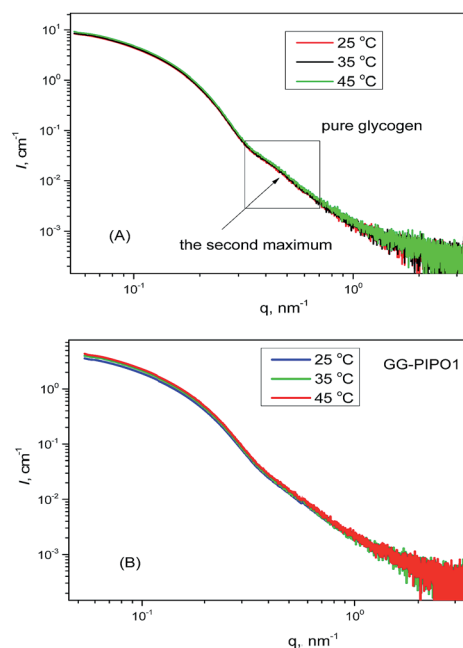 10¹
25 °C
35 °C
45 °C
10⁰
pure glycogen
I, cm⁻¹
10⁻¹
10⁻²
(A)
the second maximum
10⁻³
10⁻¹
10⁰
q, nm⁻¹
(B)
25 °C
35 °C
45 °C
GG-PIPO1
10⁰
I, cm⁻¹
10⁻¹
10⁻²
10⁻³
(B)
10⁻¹
10⁰
q, nm⁻¹